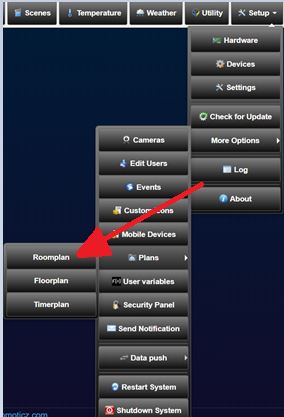 Scenes
Temperature
Weather
Utility
Setup
Hardware
Devices
Settings
Check for Update
More Options
Log
About
Cameras
Edit Users
Events
Custom Icons
Mobile Devices
Plans
User variables
Security Panel
Send Notification
Data push
Restart System
Shutdown System
Roomplan
Floorplan
Timerplan